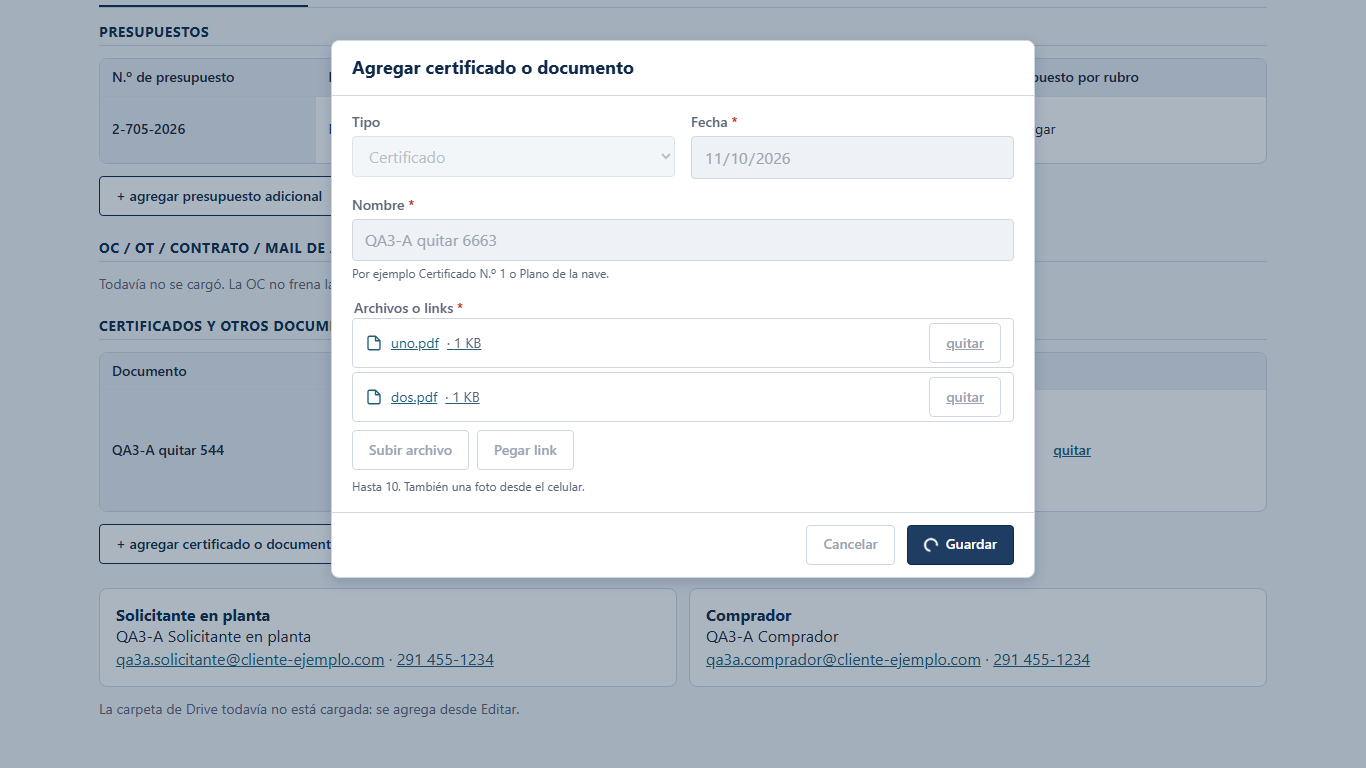 PRESUPUESTOS
Agregar certificado o documento
N.º de presupuesto
puesto por rubro
2-705-2026
gar
+ agregar presupuesto adicional
Tipo
Fecha *
Certificado
11/10/2026
Nombre *
QA3-A quitar 6663
Por ejemplo Certificado N.º 1 o Plano de la nave.
OC / OT / CONTRATO / MAIL DE
Todavía no se cargó. La OC no frena
Archivos o links *
CERTIFICADOS Y OTROS DOCUM
uno.pdf · 1 KB
quitar
Documento
dos.pdf · 1 KB
quitar
QA3-A quitar 544
quitar
Subir archivo
Pegar link
Hasta 10. También una foto desde el celular.
+ agregar certificado o document
Cancelar
Guardar
Solicitante en planta
QA3-A Solicitante en planta
qa3a.solicitante@cliente-ejemplo.com · 291 455-1234
Comprador
QA3-A Comprador
qa3a.comprador@cliente-ejemplo.com · 291 455-1234
La carpeta de Drive todavía no está cargada: se agrega desde Editar.